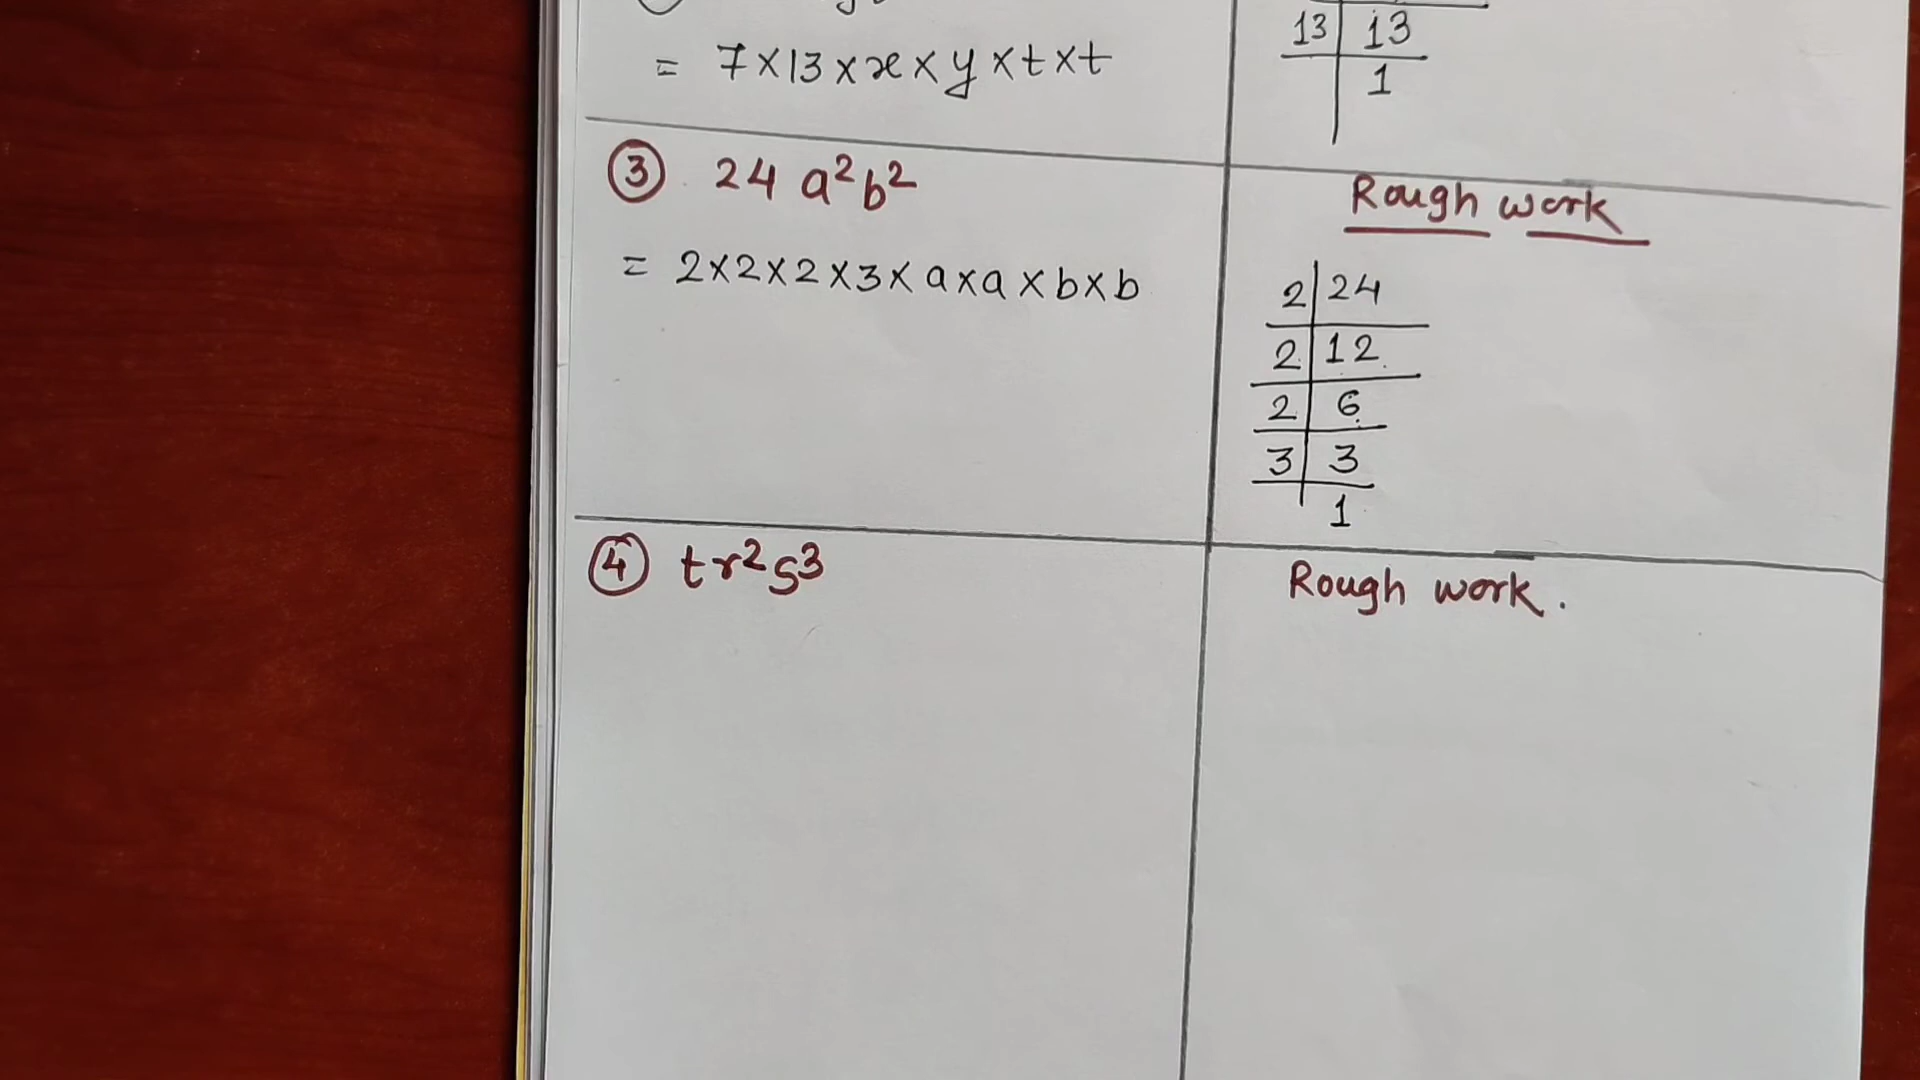 = 7×13×x×y×t×t
13 | 13
1
③ 24 a²b²
= 2×2×2×3×a×a×b×b
Rough work
2 | 24
2 | 12
2 | 6
3 | 3
1
④ tr²s³
Rough work.